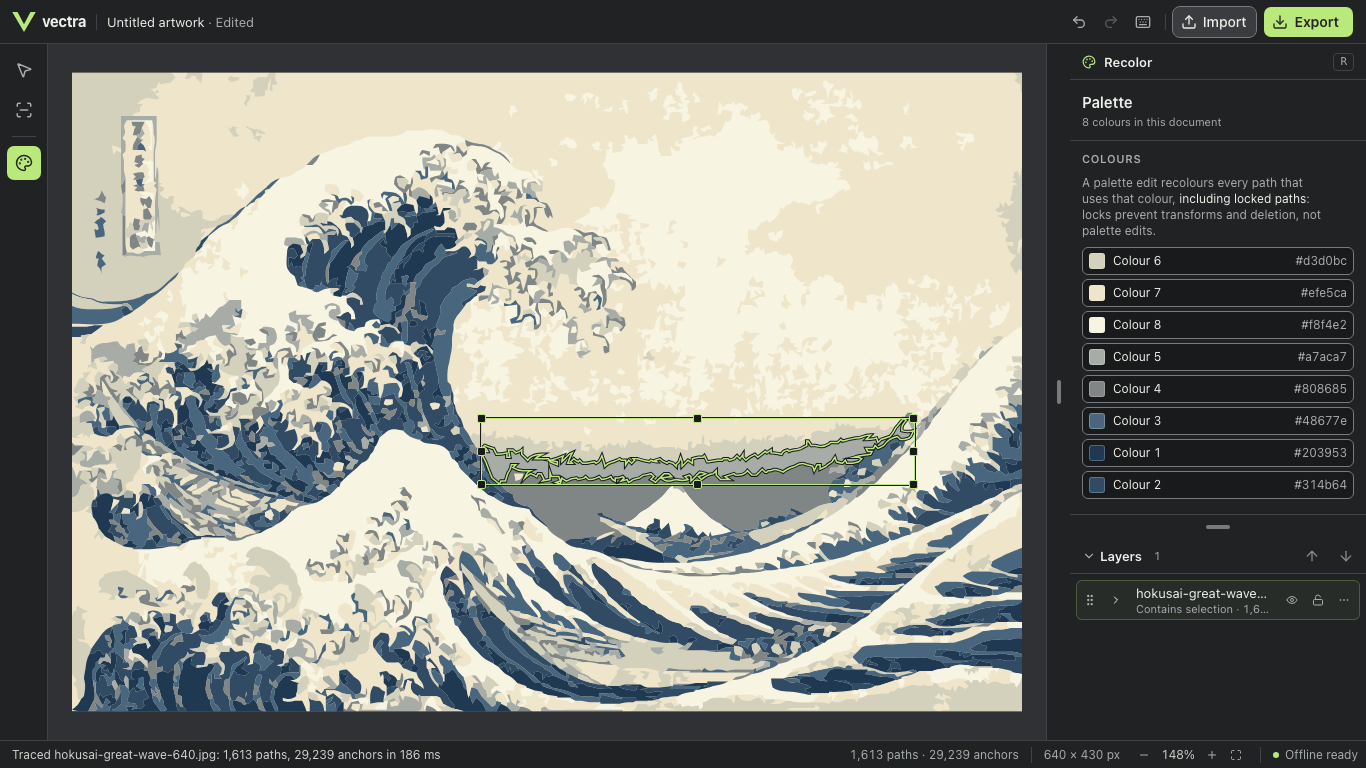 vectra
Untitled artwork · Edited
Import
Export
Recolor
R
Palette
8 colours in this document
COLOURS
A palette edit recolours every path that
uses that colour, including locked paths:
locks prevent transforms and deletion, not
palette edits.
Colour 6 #d3d0bc
Colour 7 #efe5ca
Colour 8 #f8f4e2
Colour 5 #a7aca7
Colour 4 #808685
Colour 3 #48677e
Colour 1 #203953
Colour 2 #314b64
Layers 1
hokusai-great-wave...
Contains selection · 1,6...
Traced hokusai-great-wave-640.jpg: 1,613 paths, 29,239 anchors in 186 ms
1,613 paths · 29,239 anchors
640 × 430 px
148%
Offline ready